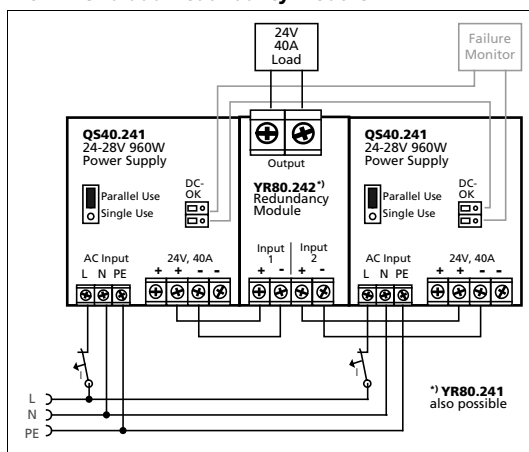 24V
40A
Load
Failure
Monitor
QS40.241
24-28V 960W
Power Supply
Parallel Use
Single Use
DC-
OK
AC Input
L N PE
24V, 40A
+ + - -
Output
YR80.242*)
Redundancy
Module
Input
1
Input
2
+ - + -
QS40.241
24-28V 960W
Power Supply
Parallel Use
Single Use
DC-
OK
AC Input
L N PE
24V, 40A
+ + - -
I
I
L
N
PE
*) YR80.241
also possible